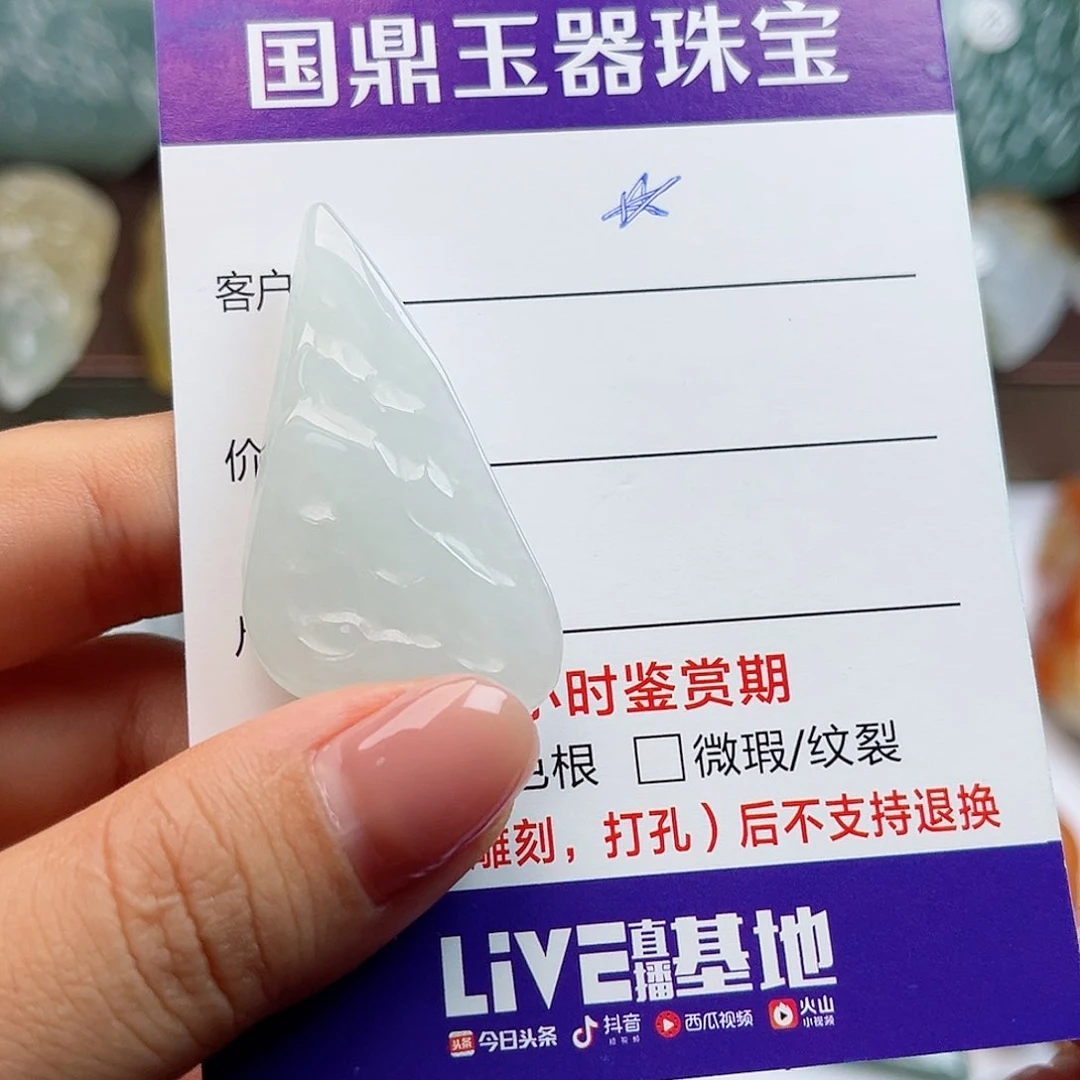 国鼎玉器珠宝
客户
价
小时鉴赏期
色根 □微瑕/纹裂
雕刻，打孔）后不支持退换
LiVE直播基地
头条 今日头条 抖音 西瓜视频 火山小视频